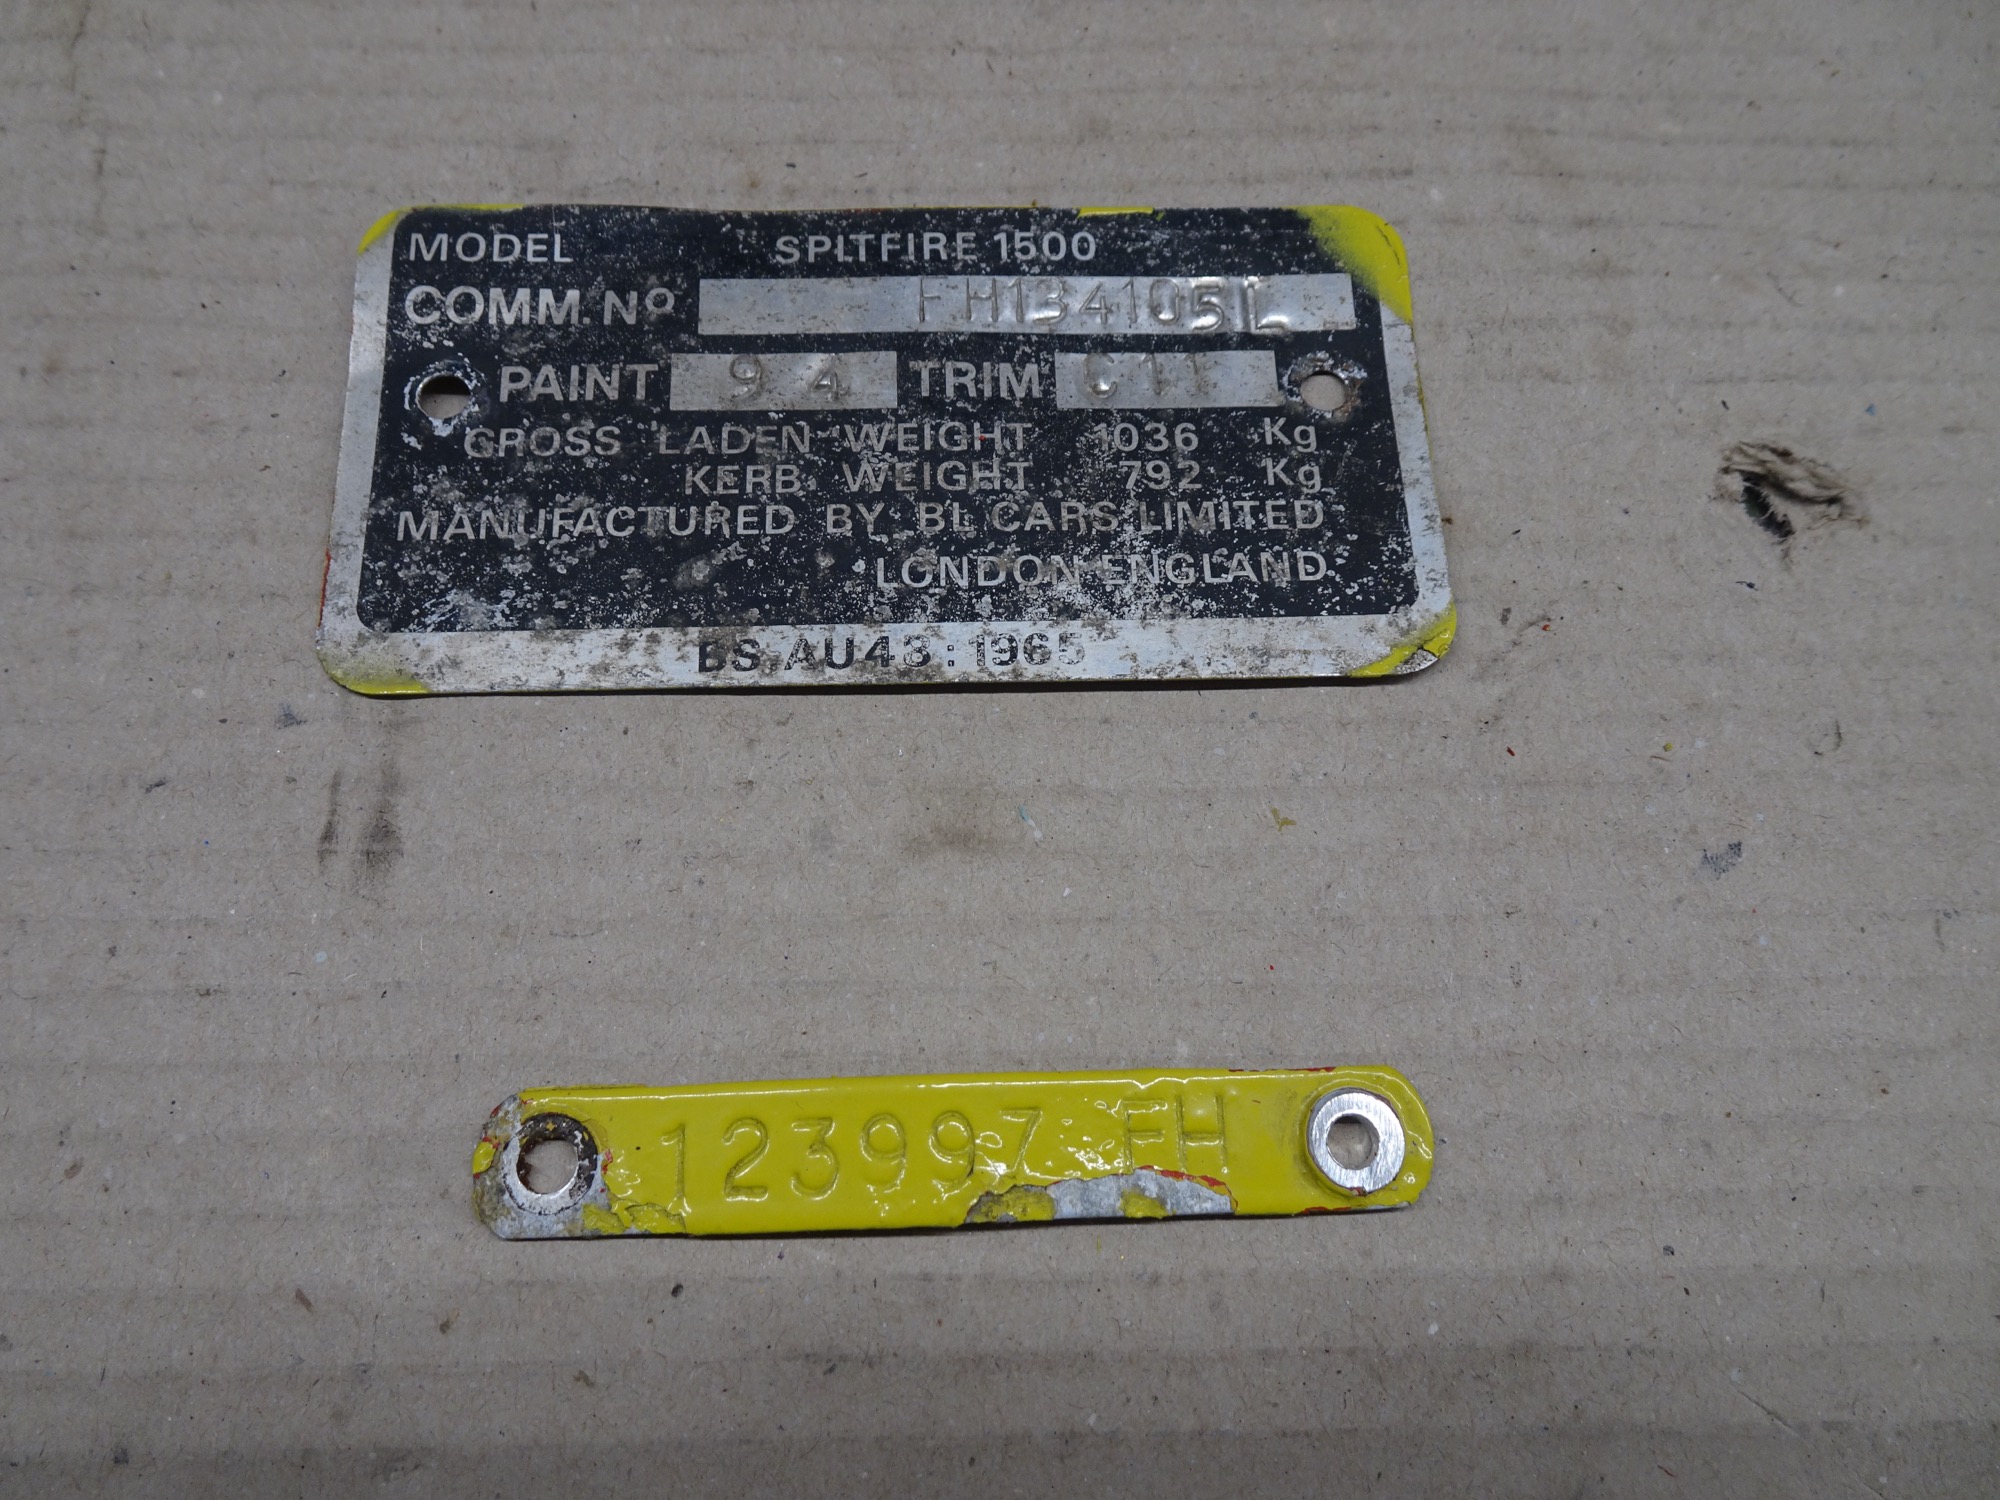 MODEL SPITFIRE 1500
COMM. No FH134105L
PAINT 94 TRIM
GROSS LADEN WEIGHT 1036 Kg
KERB WEIGHT 792 Kg
MANUFACTURED BY BL CARS LIMITED
LONDON ENGLAND
BS AU48:1965
123997 FH